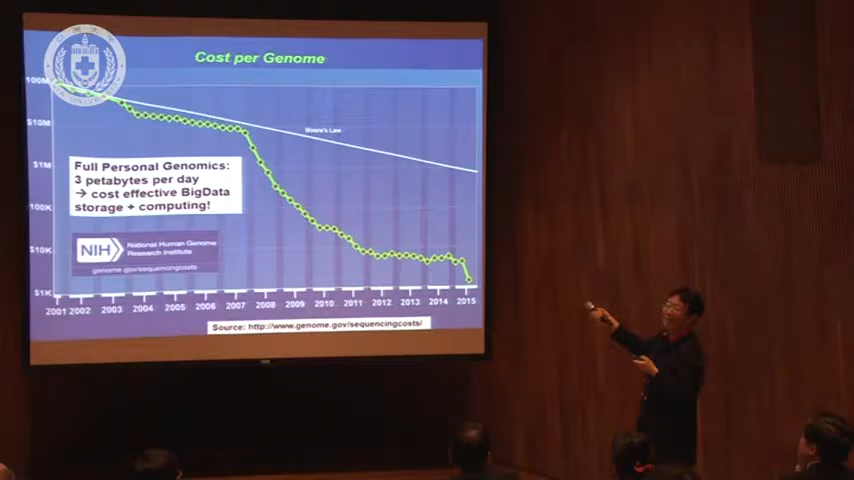 Cost per Genome
100M
$10M
$1M
100K
$10K
$1K
Moore's Law
Full Personal Genomics:
3 petabytes per day
→ cost effective BigData
storage + computing!
NIH
National Human Genome
Research Institute
genome.gov/sequencingcosts
2001 2002 2003 2004 2005 2006 2007 2008 2009 2010 2011 2012 2013 2014 2015
Source: http://www.genome.gov/sequencingcosts/